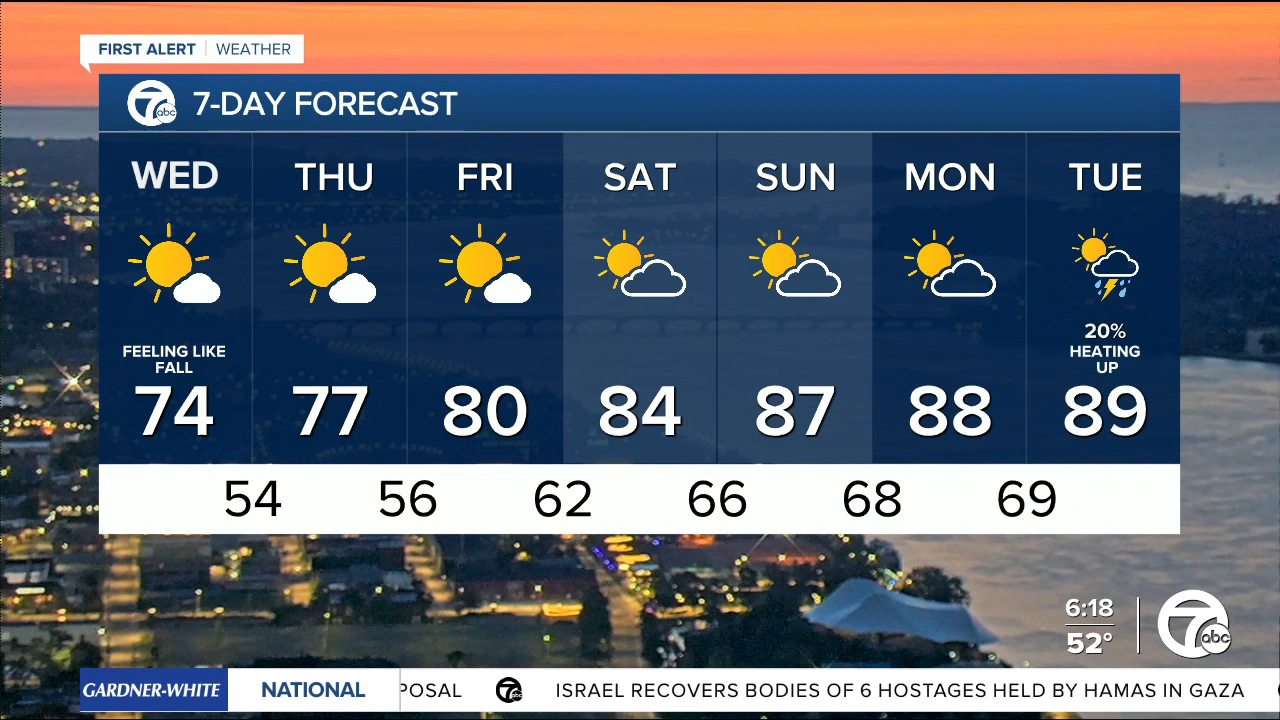 FIRST ALERT | WEATHER
7 abc 7-DAY FORECAST
WED THU FRI SAT SUN MON TUE
20%
FEELING LIKE HEATING
FALL UP
74 77 80 84 87 88 89
54 56 62 66 68 69
6:18
52°
7 abc
GARDNER-WHITE NATIONAL POSAL 7 abc ISRAEL RECOVERS BODIES OF 6 HOSTAGES HELD BY HAMAS IN GAZA